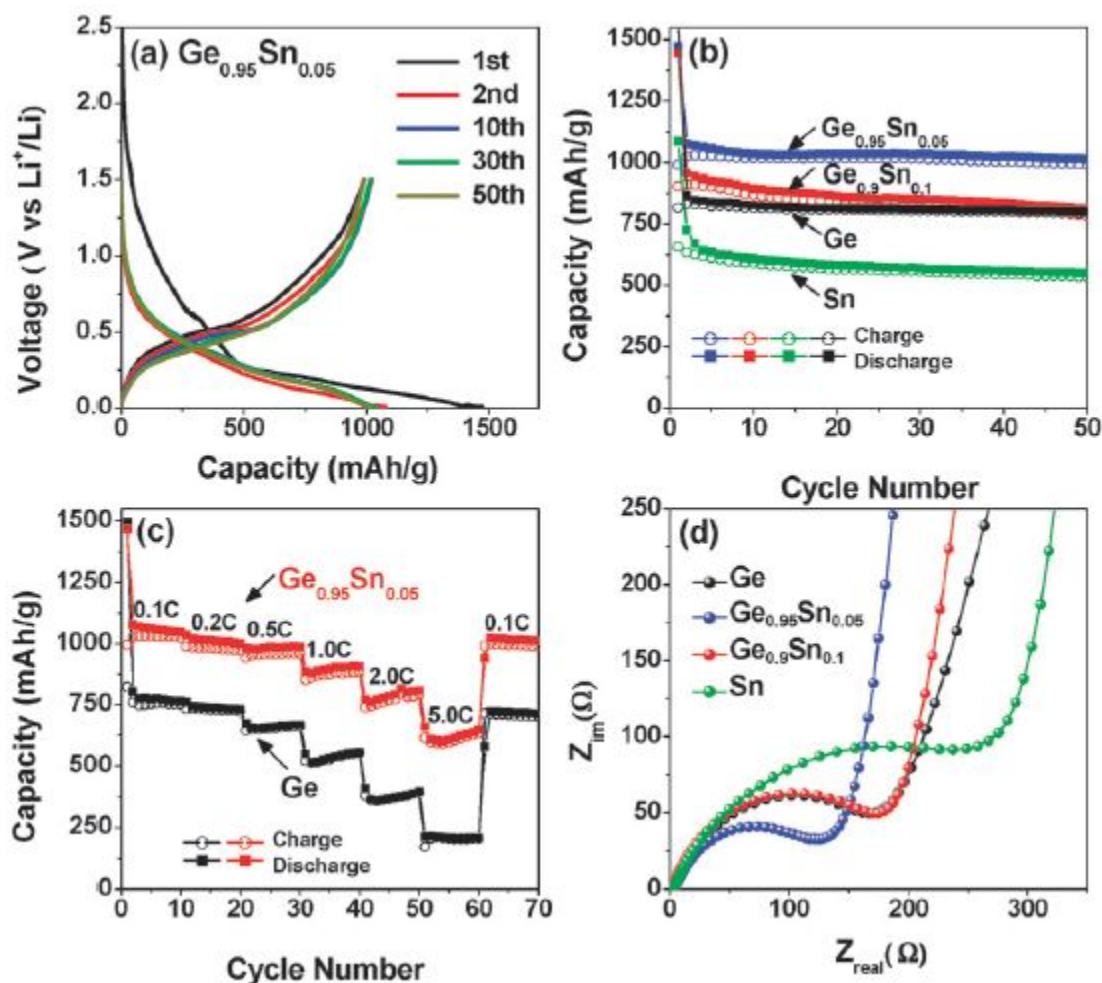 (a) Ge0.95Sn0.05
1st
2nd
10th
30th
50th
2.5
2.0
1.5
1.0
0.5
0.0
Voltage ( V vs Li+/Li)
0 500 1000 1500
Capacity (mAh/g)
(b)
1500
1250
1000
750
500
250
0
Capacity (mAh/g)
Ge0.95Sn0.05
Ge0.9Sn0.1
Ge
Sn
Charge
Discharge
0 10 20 30 40 50
Cycle Number
(c)
1500
1250
1000
750
500
250
0
Capacity (mAh/g)
Ge0.95Sn0.05
0.1C 0.2C 0.5C 1.0C 2.0C 5.0C 0.1C
Ge
Charge
Discharge
0 10 20 30 40 50 60 70
Cycle Number
(d)
250
200
150
100
50
0
Zim(Ω)
Ge
Ge0.95Sn0.05
Ge0.9Sn0.1
Sn
0 100 200 300
Zreal(Ω)